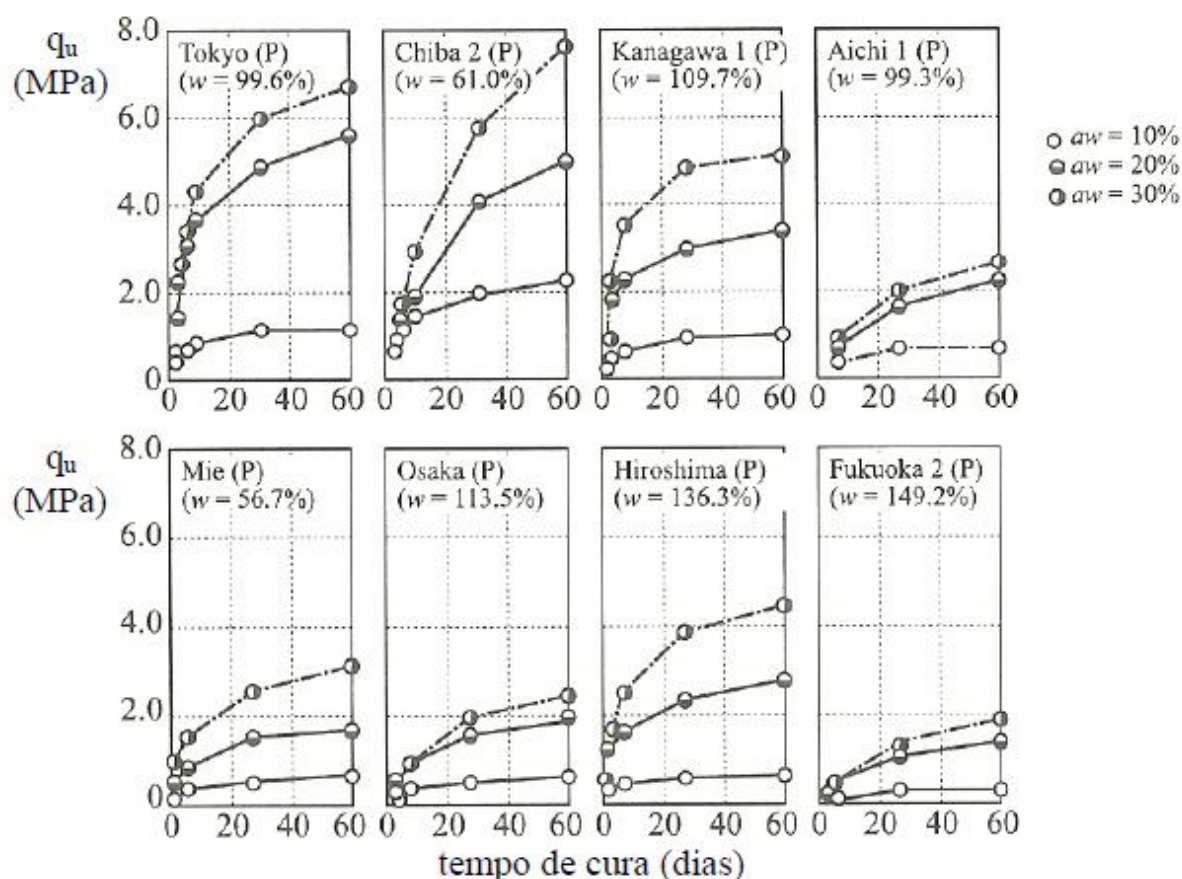 qu
(MPa)
8.0
6.0
4.0
2.0
0
Tokyo (P)
(w = 99.6%)
Chiba 2 (P)
(w = 61.0%)
Kanagawa 1 (P)
(w = 109.7%)
Aichi 1 (P)
(w = 99.3%)
aw = 10%
aw = 20%
aw = 30%
0 20 40 60 0 20 40 60 0 20 40 60 0 20 40 60
qu
(MPa)
8.0
6.0
4.0
2.0
0
Mie (P)
(w = 56.7%)
Osaka (P)
(w = 113.5%)
Hiroshima (P)
(w = 136.3%)
Fukuoka 2 (P)
(w = 149.2%)
0 20 40 60 0 20 40 60 0 20 40 60 0 20 40 60
tempo de cura (dias)